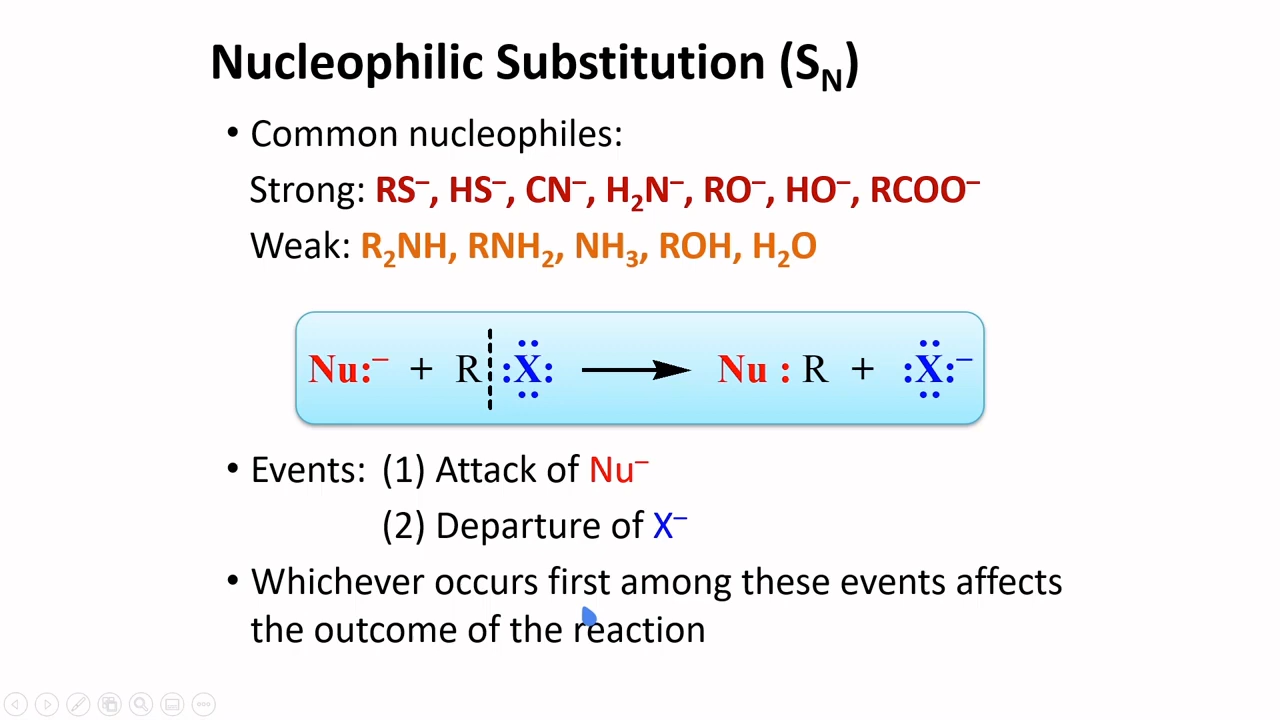 Nucleophilic Substitution (S_N)
• Common nucleophiles:
Strong: RS⁻, HS⁻, CN⁻, H₂N⁻, RO⁻, HO⁻, RCOO⁻
Weak: R₂NH, RNH₂, NH₃, ROH, H₂O
Nu:⁻ + R :X: → Nu : R + :X:⁻
• Events: (1) Attack of Nu⁻
(2) Departure of X⁻
• Whichever occurs first among these events affects
the outcome of the reaction